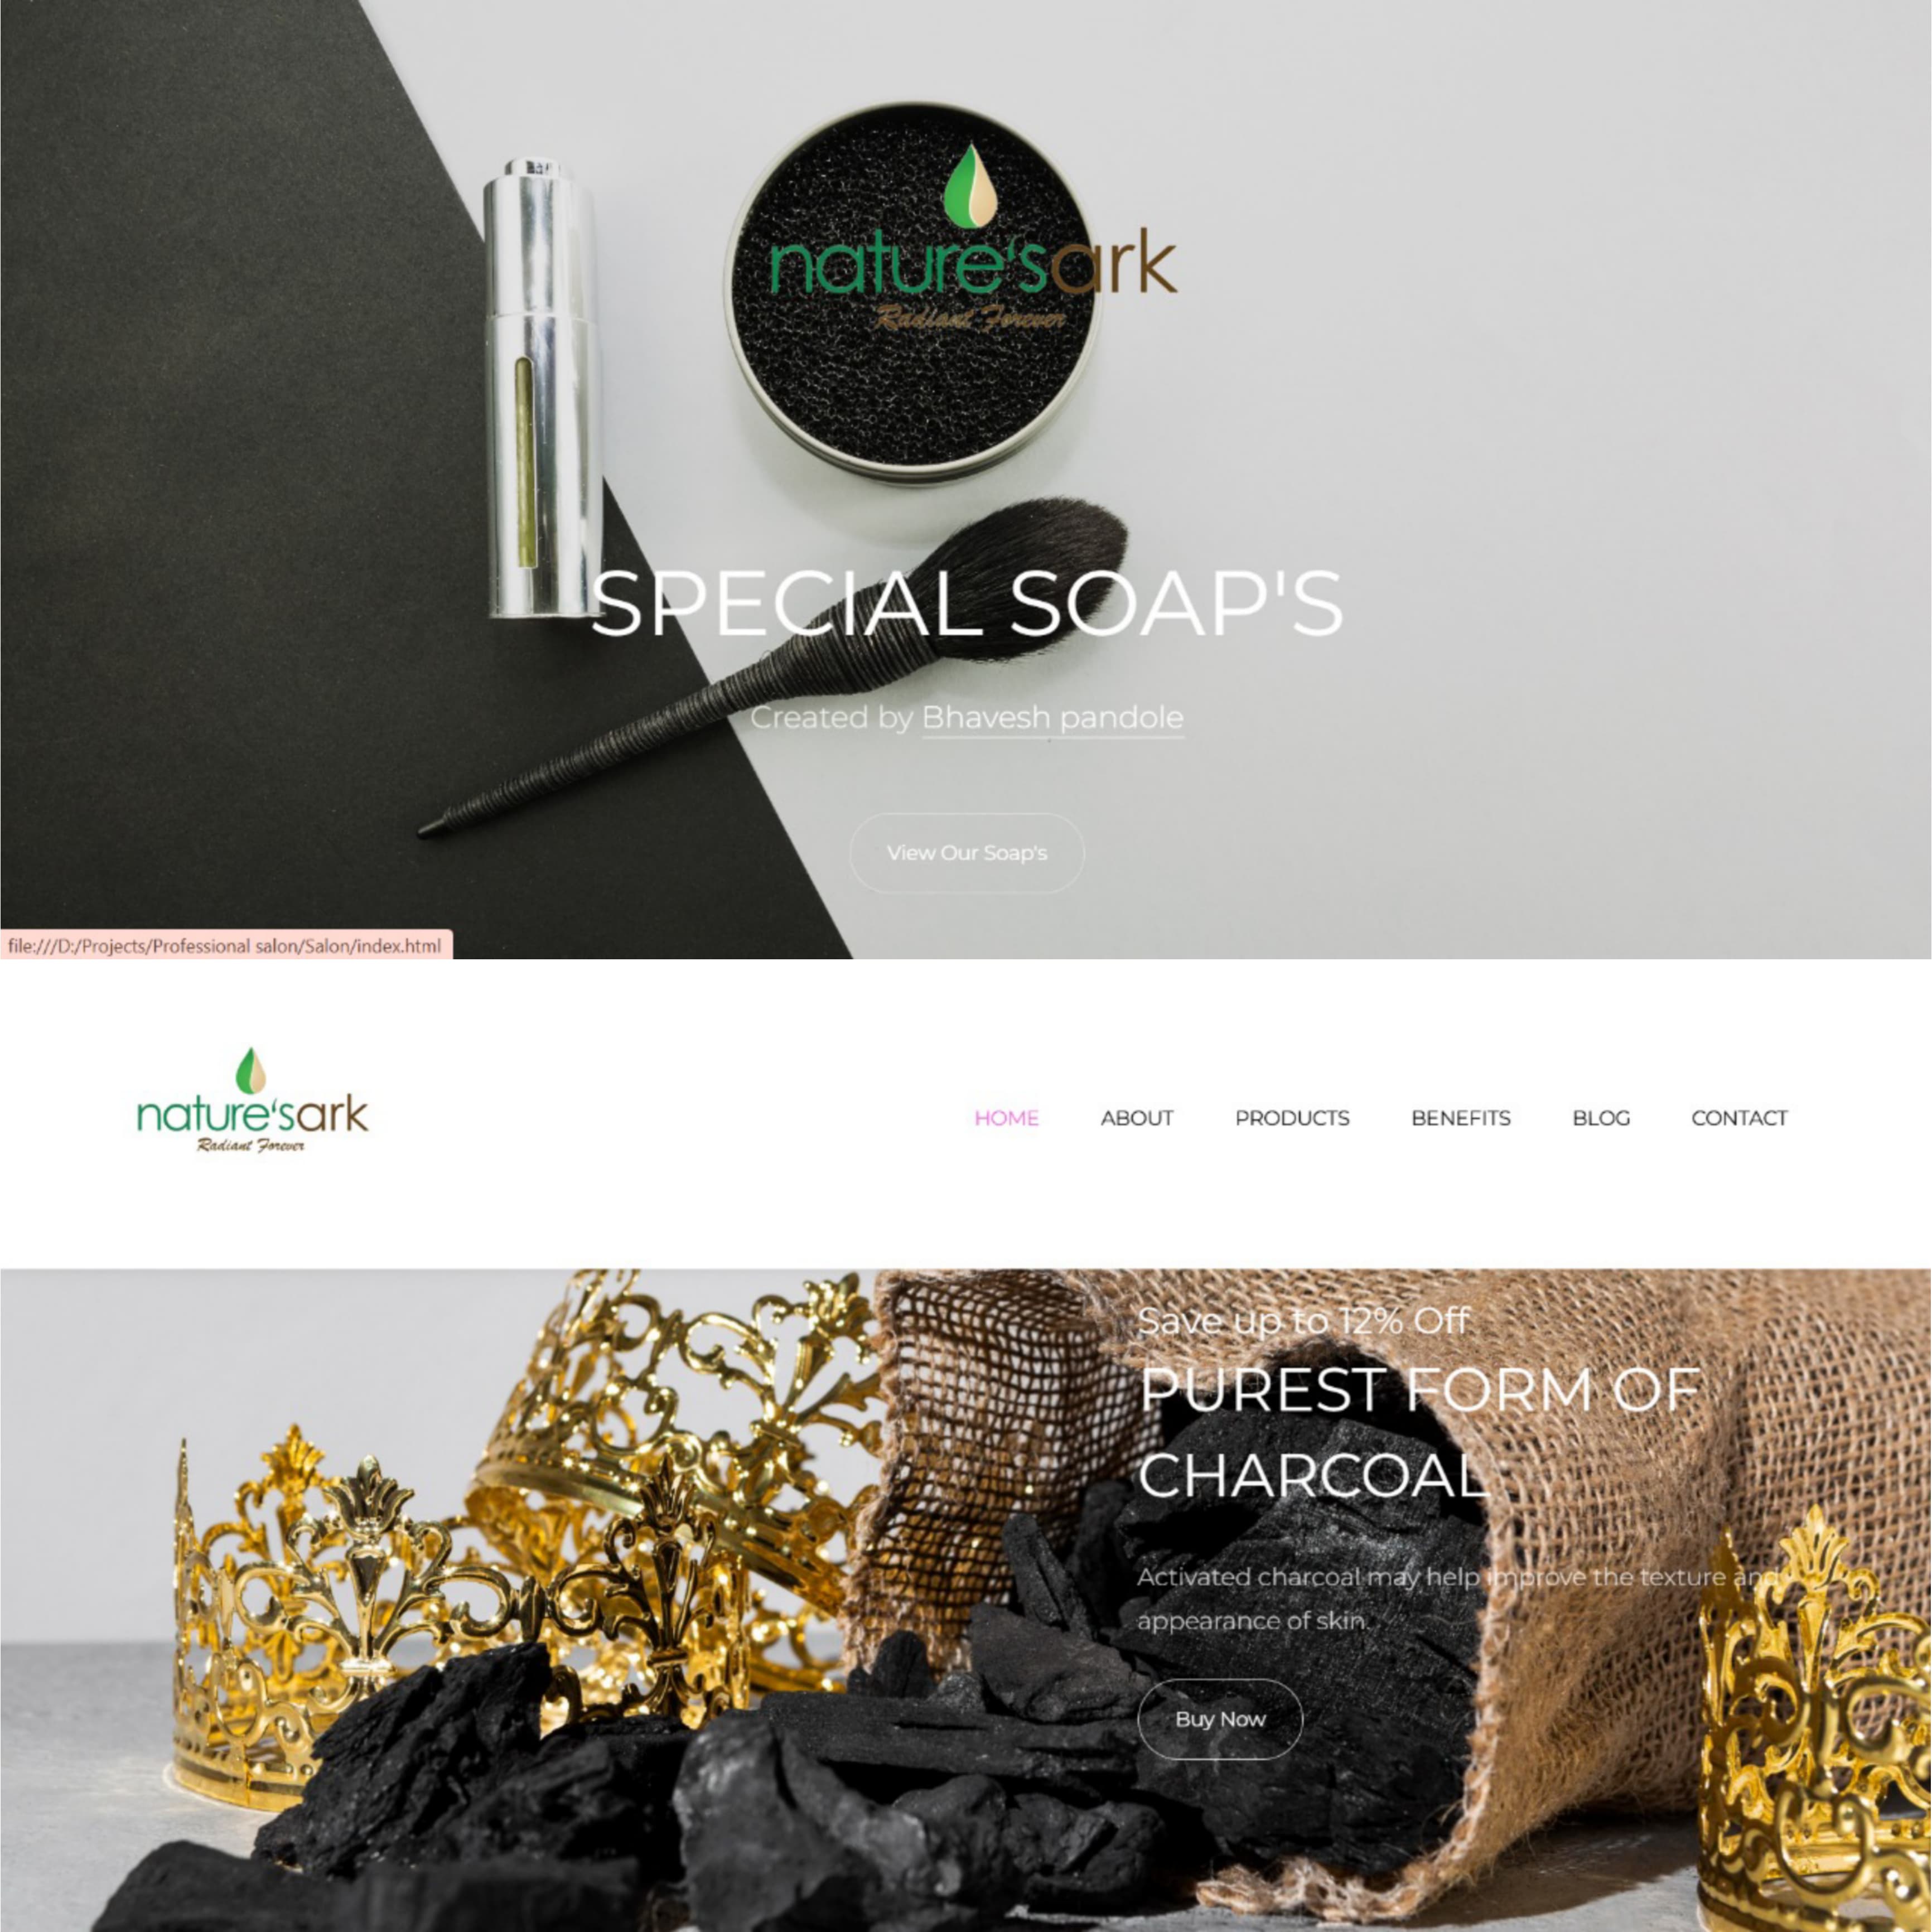 nature'sark
Radiant Forever
SPECIAL SOAP'S
Created by Bhavesh pandole
View Our Soap's
file:///D:/Projects/Professional salon/Salon/index.html
nature'sark
Radiant Forever
HOME ABOUT PRODUCTS BENEFITS BLOG CONTACT
Save up to 12% Off
PUREST FORM OF
CHARCOAL
Activated charcoal may help improve the texture and
appearance of skin.
Buy Now